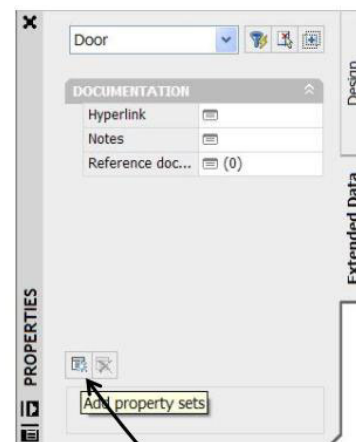 Door
DOCUMENTATION
Hyperlink
Notes
Reference doc... (0)
Add property sets
PROPERTIES
Design
Extended Data